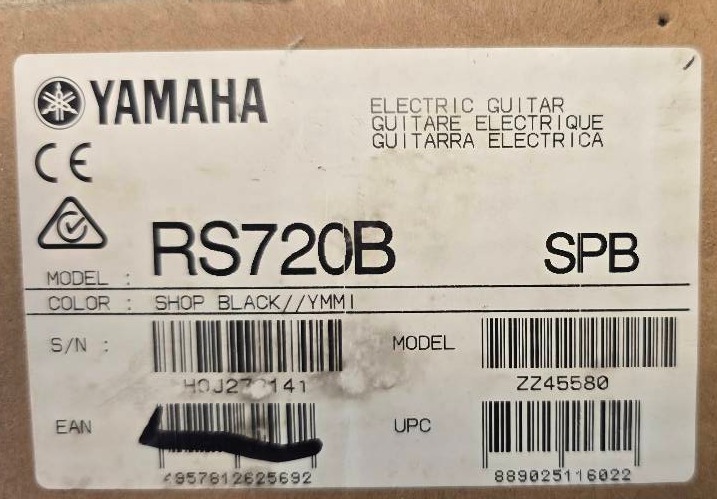 YAMAHA
ELECTRIC GUITAR
GUITARE ELECTRIQUE
GUITARRA ELECTRICA
CE
MODEL : RS720B SPB
COLOR : SHOP BLACK//YMMI
S/N :
MODEL ZZ45580
EAN 4957812625692
UPC 889025116022